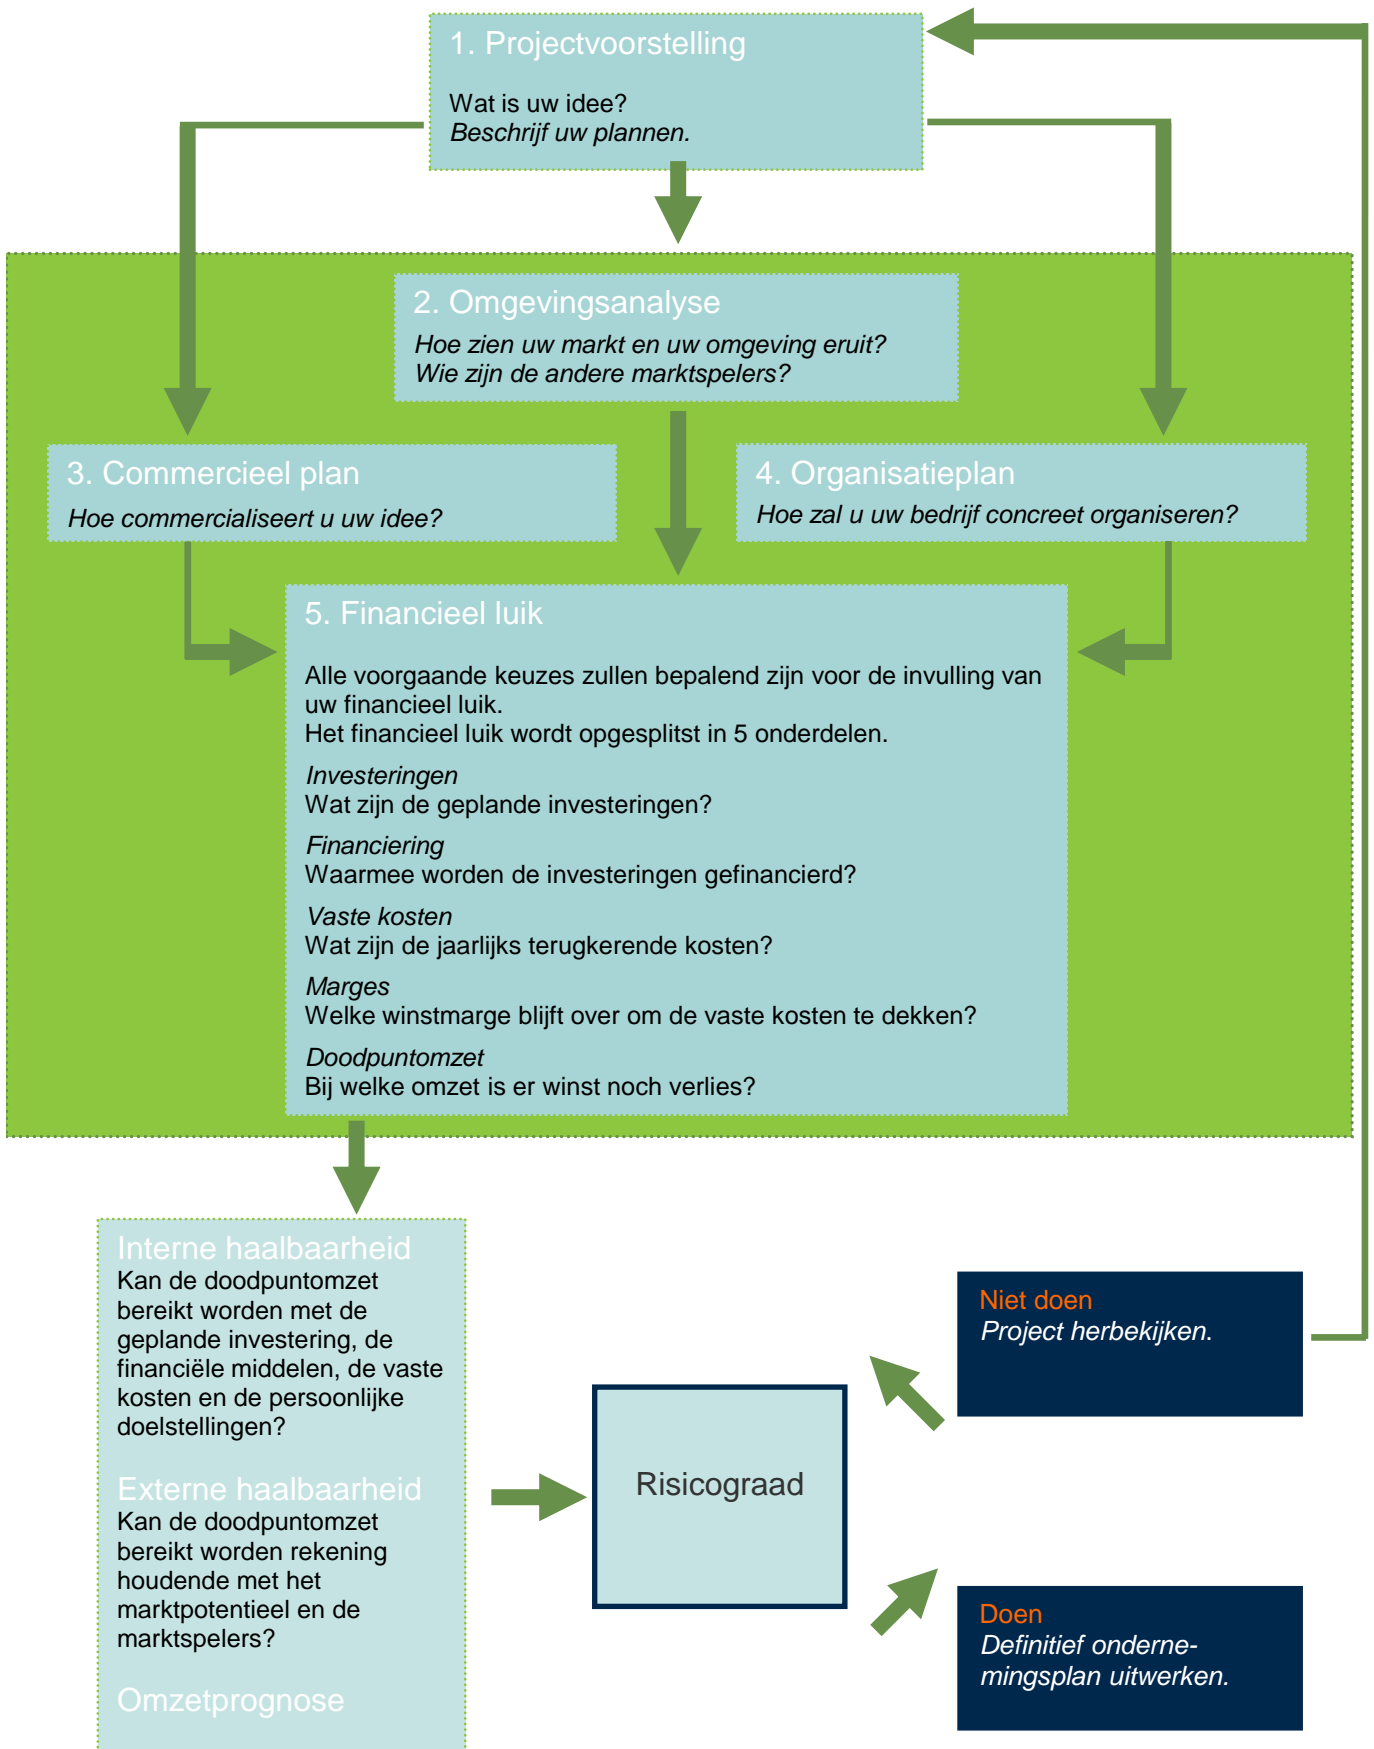 1. Projectvoorstelling
Wat is uw idee?
Beschrijf uw plannen.
2. Omgevingsanalyse
Hoe zien uw markt en uw omgeving eruit?
Wie zijn de andere marktspelers?
3. Commercieel plan
Hoe commercialiseert u uw idee?
4. Organisatieplan
Hoe zal u uw bedrijf concreet organiseren?
5. Financieel luik
Alle voorgaande keuzes zullen bepalend zijn voor de invulling van
uw financieel luik.
Het financieel luik wordt opgesplitst in 5 onderdelen.
Investeringen
Wat zijn de geplande investeringen?
Financiering
Waarmee worden de investeringen gefinancierd?
Vaste kosten
Wat zijn de jaarlijks terugkerende kosten?
Marges
Welke winstmarge blijft over om de vaste kosten te dekken?
Doodpuntomzet
Bij welke omzet is er winst noch verlies?
Interne haalbaarheid
Kan de doodpuntomzet
bereikt worden met de
geplande investering, de
financiële middelen, de vaste
kosten en de persoonlijke
doelstellingen?
Externe haalbaarheid
Kan de doodpuntomzet
bereikt worden rekening
houdende met het
marktpotentieel en de
marktspelers?
Omzetprognose
Risicograad
Niet doen
Project herbekijken.
Doen
Definitief onderne-
mingsplan uitwerken.